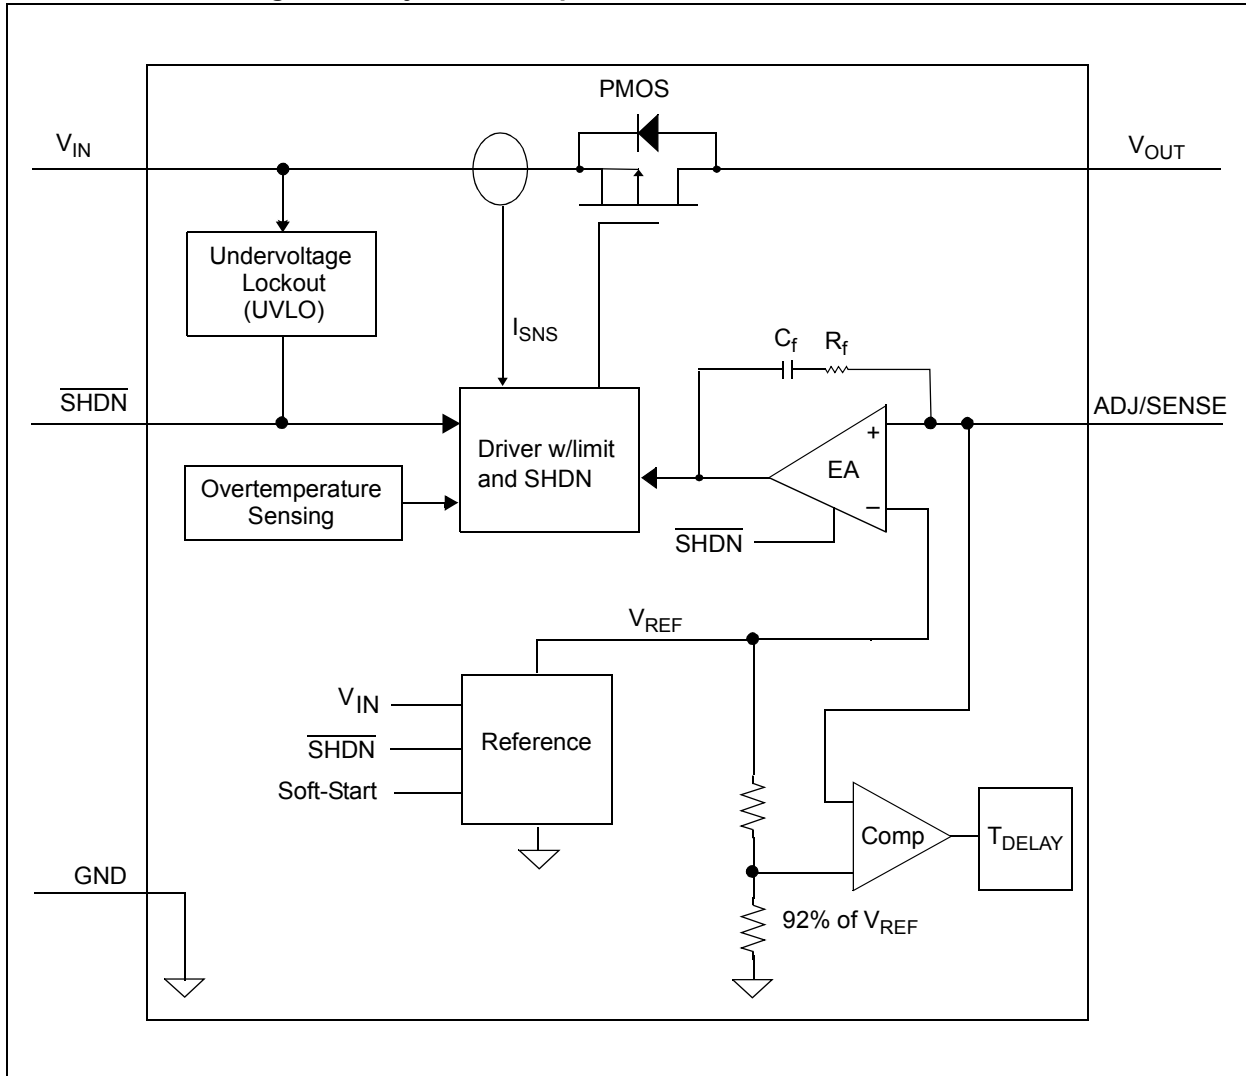 PMOS
V_IN
V_OUT
Undervoltage
Lockout
(UVLO)
I_SNS
C_f
R_f
SHDN
ADJ/SENSE
+
Driver w/limit
and SHDN
EA
Overtemperature
Sensing
−
SHDN
V_REF
V_IN
SHDN
Reference
Soft-Start
Comp
T_DELAY
GND
92% of V_REF